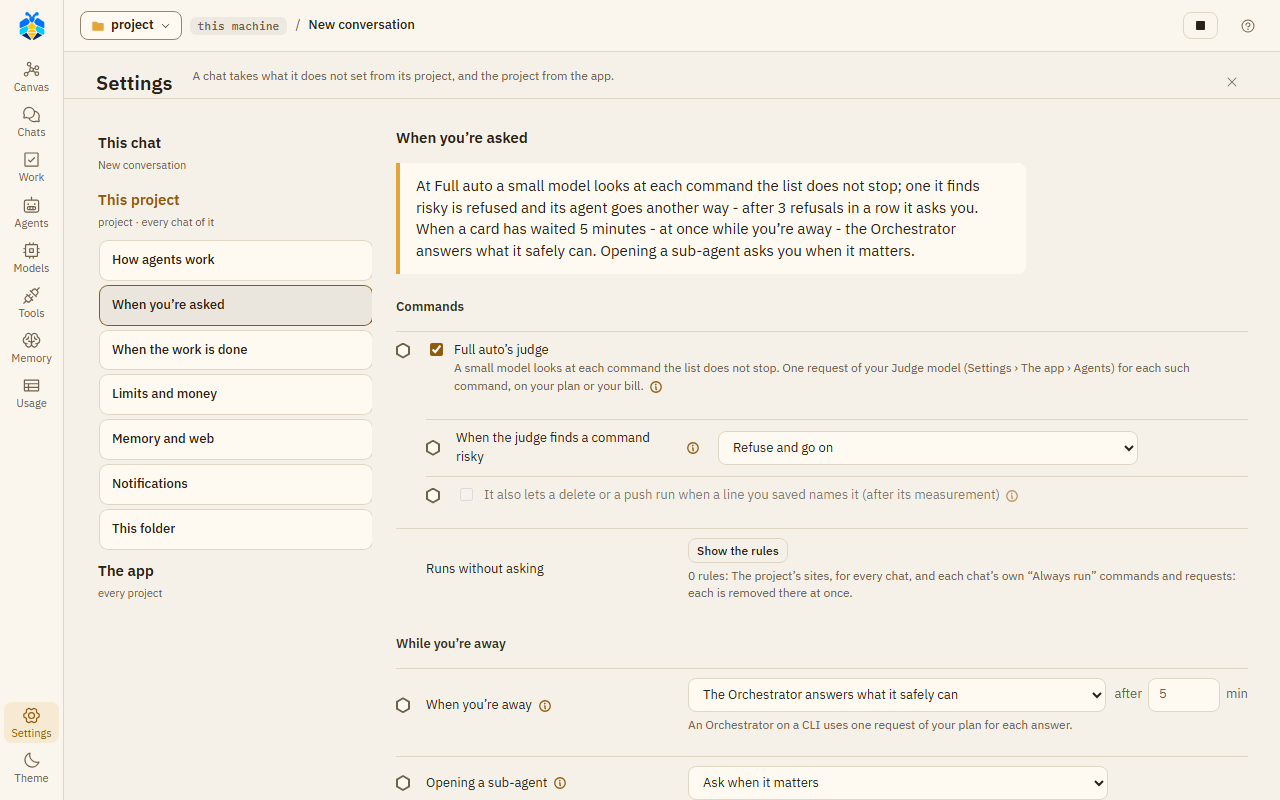 project
this machine
/
New conversation
Canvas
Chats
Work
Agents
Models
Tools
Memory
Usage
Settings
Theme
Settings
A chat takes what it does not set from its project, and the project from the app.
This chat
New conversation
This project
project · every chat of it
How agents work
When you’re asked
When the work is done
Limits and money
Memory and web
Notifications
This folder
The app
every project
When you’re asked
At Full auto a small model looks at each command the list does not stop; one it finds
risky is refused and its agent goes another way - after 3 refusals in a row it asks you.
When a card has waited 5 minutes - at once while you’re away - the Orchestrator
answers what it safely can. Opening a sub-agent asks you when it matters.
Commands
Full auto’s judge
A small model looks at each command the list does not stop. One request of your Judge model (Settings › The app › Agents) for each such
command, on your plan or your bill.
When the judge finds a command
risky
Refuse and go on
It also lets a delete or a push run when a line you saved names it (after its measurement)
Runs without asking
Show the rules
0 rules: The project’s sites, for every chat, and each chat’s own “Always run” commands and requests:
each is removed there at once.
While you’re away
When you’re away
The Orchestrator answers what it safely can
after
5
min
An Orchestrator on a CLI uses one request of your plan for each answer.
Opening a sub-agent
Ask when it matters